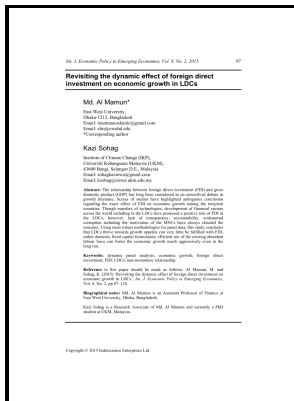 Int. J. Economic Policy in Emerging Economies, Vol. 8, No. 2, 2015 97
Revisiting the dynamic effect of foreign direct
investment on economic growth in LDCs
Md. Al Mamun*
East West University,
Dhaka-1212, Bangladesh
Email: mamunacademic@gmail.com
Email: alm@ewubd.edu
*Corresponding author
Kazi Sohag
Institute of Climate Change (IKP),
Universiti Kebangsaan Malaysia (UKM),
43600 Bangi, Selanger D.E., Malaysia
Email: sohagkaziewu@gmail.com
Email: ksohag@siswa.ukm.edu.my
Abstract: The relationship between foreign direct investment (FDI) and gross
domestic product (GDP) has long been considered as an unresolved debate in
growth literature. Scores of studies have highlighted ambiguous conclusion
regarding the exact effect of FDI on economic growth among the recipient
countries. Though transfers of technologies, development of financial sectors
across the world including in the LDCs have promoted a positive role of FDI in
the LDCs, however, lack of transparency, accountability, widespread
corruption including the motivation of the MNCs have always clouded the
outcome. Using most robust methodologies for panel data, this study concludes
that LDCs thrive towards growth appetite can very little be fulfilled with FDI,
rather dynamic fixed capital formulation, efficient use of the existing abundant
labour force can foster the economic growth much aggressively even in the
long run.
Keywords: dynamic panel analysis; economic growth; foreign direct
investment; FDI; LDCs; non-monotonic relationship.
Reference to this paper should be made as follows: Al Mamun, M. and
Sohag, K. (2015) 'Revisiting the dynamic effect of foreign direct investment on
economic growth in LDCs', Int. J. Economic Policy in Emerging Economies,
Vol. 8, No. 2, pp.97–118.
Biographical notes: Md. Al Mamun is an Assistant Professor of Finance at
East West University, Dhaka, Bangladesh.
Kazi Sohag is a Research Associate of Md. Al Mamun and currently a PhD
student at UKM, Malaysia.
Copyright © 2015 Inderscience Enterprises Ltd.